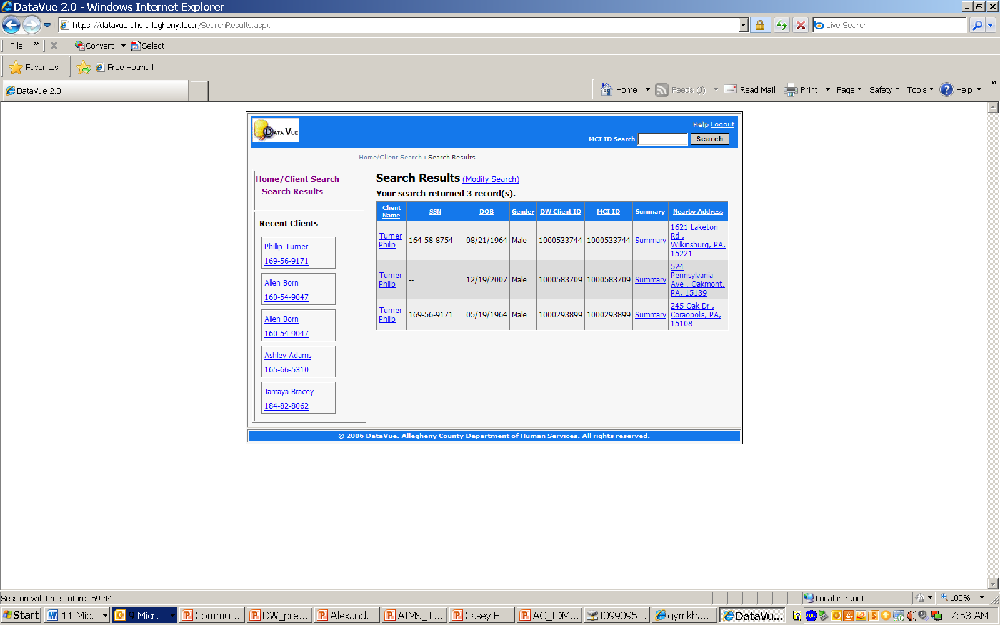 DataVue 2.0 - Windows Internet Explorer
https://datavue.dhs.allegheny.local/SearchResults.aspx
Live Search
File » Convert Select
Favorites Free Hotmail
DataVue 2.0
Home Feeds (J) Read Mail Print Page Safety Tools Help »
DATA VUE
Help Logout
MCI ID Search Search
Home/Client Search : Search Results
Home/Client Search
Search Results
Recent Clients
Phillip Turner
169-56-9171
Allen Born
160-54-9047
Allen Born
160-54-9047
Ashley Adams
165-66-5310
Jamaya Bracey
184-82-8062
Search Results (Modify Search)
Your search returned 3 record(s).
Client Name SSN DOB Gender DW Client ID MCI ID Summary Nearby Address
Turner Philip 164-58-8754 08/21/1964 Male 1000533744 1000533744 Summary 1621 Laketon Rd , Wilkinsburg, PA, 15221
Turner Philip -- 12/19/2007 Male 1000583709 1000583709 Summary 524 Pennsylvania Ave , Oakmont, PA, 15139
Turner Philip 169-56-9171 05/19/1964 Male 1000293899 1000293899 Summary 245 Oak Dr , Coraopolis, PA, 15108
© 2006 DataVue. Allegheny County Department of Human Services. All rights reserved.
Session will time out in: 59:44
Local intranet
100%
Start 11 Mic... 9 Micr... Commu... DW_pre... Alexand... AIMS_T... Casey F... AC_IDM... t099095... gymkha... DataVu... 7:53 AM